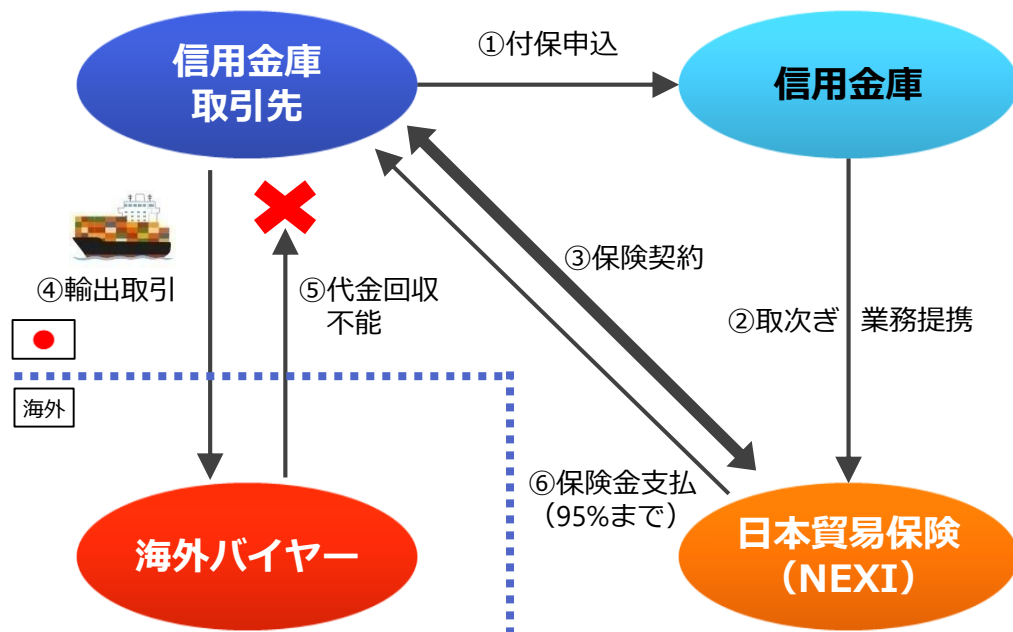 信用金庫
取引先
①付保申込
信用金庫
④輸出取引
⑤代金回収
不能
③保険契約
②取次ぎ 業務提携
海外
⑥保険金支払
（95%まで）
海外バイヤー
日本貿易保険
（NEXI）